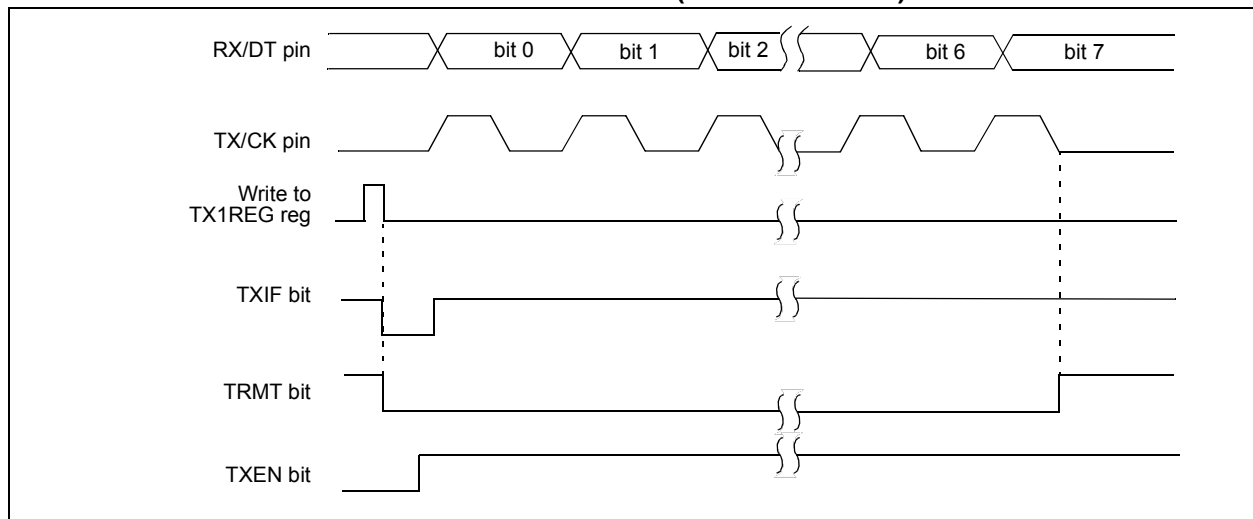 RX/DT pin
bit 0
bit 1
bit 2
bit 6
bit 7
TX/CK pin
Write to
TX1REG reg
TXIF bit
TRMT bit
TXEN bit